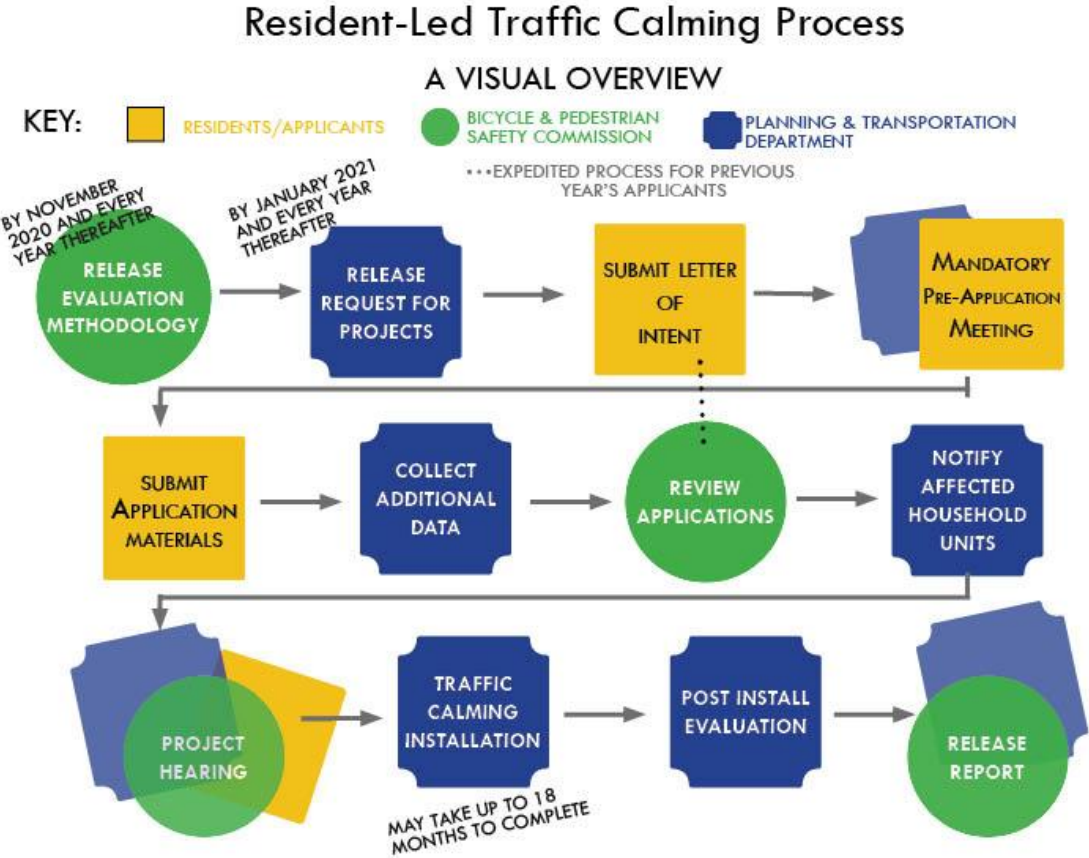 Resident-Led Traffic Calming Process
A VISUAL OVERVIEW
KEY:
RESIDENTS/APPLICANTS
BICYCLE & PEDESTRIAN
SAFETY COMMISSION
PLANNING & TRANSPORTATION
DEPARTMENT
•••EXPEDITED PROCESS FOR PREVIOUS
YEAR'S APPLICANTS
BY NOVEMBER
2020 AND EVERY
YEAR THEREAFTER
RELEASE
EVALUATION
METHODOLOGY
BY JANUARY 2021
AND EVERY YEAR
THEREAFTER
RELEASE
REQUEST FOR
PROJECTS
SUBMIT LETTER
OF
INTENT
MANDATORY
PRE-APPLICATION
MEETING
SUBMIT
APPLICATION
MATERIALS
COLLECT
ADDITIONAL
DATA
REVIEW
APPLICATIONS
NOTIFY
AFFECTED
HOUSEHOLD
UNITS
PROJECT
HEARING
TRAFFIC
CALMING
INSTALLATION
MAY TAKE UP TO 18
MONTHS TO COMPLETE
POST INSTALL
EVALUATION
RELEASE
REPORT